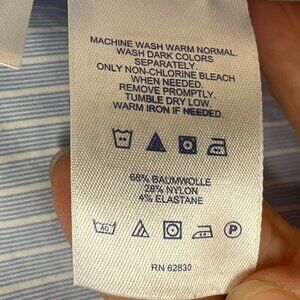 MACHINE WASH WARM NORMAL.
WASH DARK COLORS
SEPARATELY.
ONLY NON-CHLORINE BLEACH
WHEN NEEDED.
REMOVE PROMPTLY.
TUMBLE DRY LOW.
WARM IRON IF NEEDED.
68% BAUMWOLLE
28% NYLON
4% ELASTANE
40 P
RN 62830